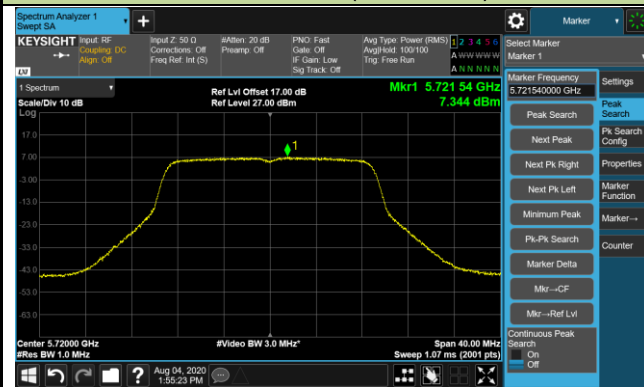 Spectrum Analyzer 1
Swept SA
Marker
KEYSIGHT
Input: RF
Coupling: DC
Align: Off
Input Z: 50 Ω
Corrections: Off
Freq Ref: Int (S)
#Atten: 20 dB
Preamp: Off
PNO: Fast
Gate: Off
IF Gain: Low
Sig Track: Off
Avg Type: Power (RMS)
Avg|Hold: 100/100
Trig: Free Run
1 2 3 4 5 6
A W W W W W
A N N N N N
LXI
Select Marker
Marker 1
1 Spectrum
Scale/Div 10 dB
Log
Ref Lvl Offset 17.00 dB
Ref Level 27.00 dBm
Mkr1 5.721 54 GHz
7.344 dBm
1
17.0
7.00
-3.00
-13.0
-23.0
-33.0
-43.0
-53.0
-63.0
Center 5.72000 GHz
#Res BW 1.0 MHz
#Video BW 3.0 MHz*
Span 40.00 MHz
Sweep 1.07 ms (2001 pts)
Marker Frequency
5.721540000 GHz
Peak Search
Next Peak
Next Pk Right
Next Pk Left
Minimum Peak
Pk-Pk Search
Marker Delta
Mkr→CF
Mkr→Ref Lvl
Continuous Peak
Search
On
Off
Settings
Peak
Search
Pk Search
Config
Properties
Marker
Function
Marker→
Counter
?
Aug 04, 2020
1:55:23 PM